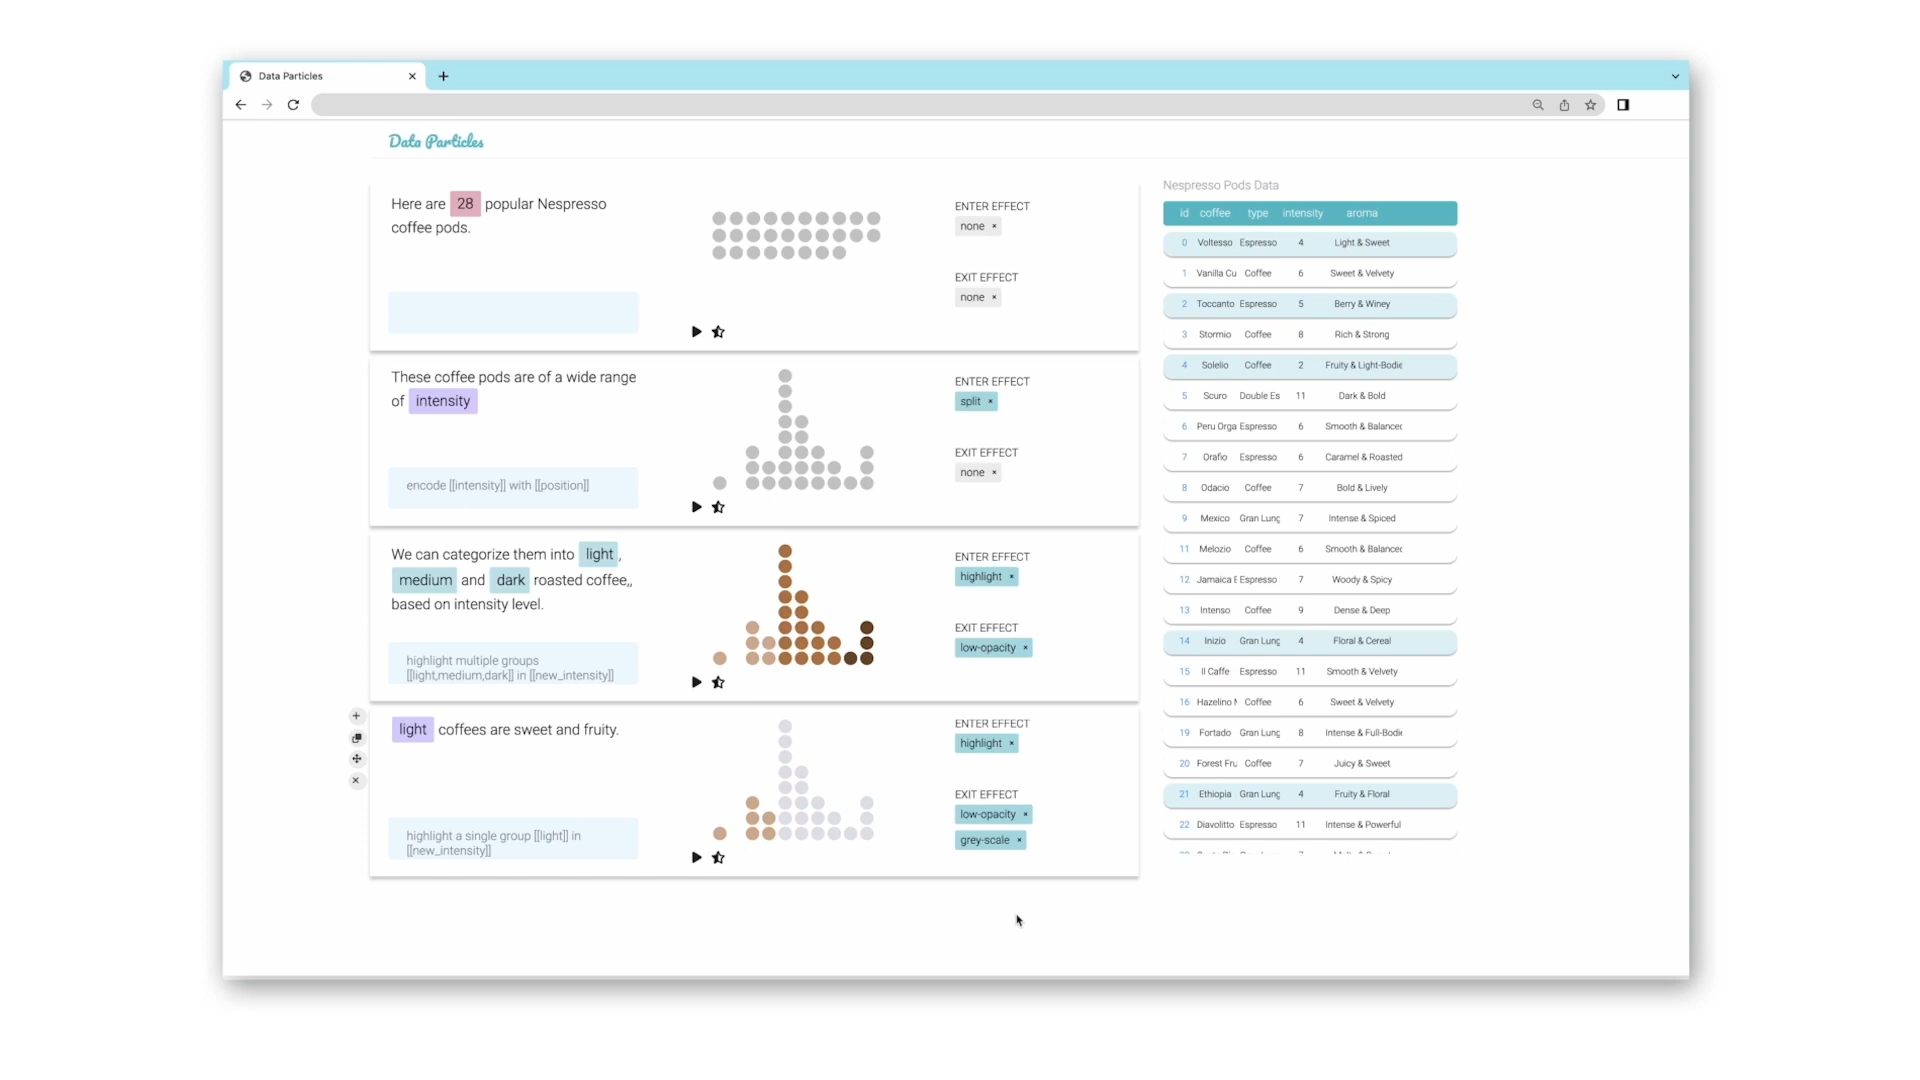 Data Particles
Data Particles
Here are 28 popular Nespresso
coffee pods.
ENTER EFFECT
none ×
EXIT EFFECT
none ×
These coffee pods are of a wide range
of intensity
encode [[intensity]] with [[position]]
ENTER EFFECT
split ×
EXIT EFFECT
none ×
We can categorize them into light ,
medium and dark roasted coffee,,
based on intensity level.
highlight multiple groups
[[light,medium,dark]] in [[new_intensity]]
ENTER EFFECT
highlight ×
EXIT EFFECT
low-opacity ×
light coffees are sweet and fruity.
highlight a single group [[light]] in
[[new_intensity]]
ENTER EFFECT
highlight ×
EXIT EFFECT
low-opacity ×
grey-scale ×
Nespresso Pods Data
id coffee type intensity aroma
0 Voltesso Espresso 4 Light & Sweet
1 Vanilla Cu Coffee 6 Sweet & Velvety
2 Toccanto Espresso 5 Berry & Winey
3 Stormio Coffee 8 Rich & Strong
4 Solelio Coffee 2 Fruity & Light-Bodie
5 Scuro Double Es 11 Dark & Bold
6 Peru Orga Espresso 6 Smooth & Balanced
7 Orafio Espresso 6 Caramel & Roasted
8 Odacio Coffee 7 Bold & Lively
9 Mexico Gran Lung 7 Intense & Spiced
11 Melozio Coffee 6 Smooth & Balanced
12 Jamaica E Espresso 7 Woody & Spicy
13 Intenso Coffee 9 Dense & Deep
14 Inizio Gran Lung 4 Floral & Cereal
15 Il Caffe Espresso 11 Smooth & Velvety
16 Hazelino M Coffee 6 Sweet & Velvety
19 Fortado Gran Lung 8 Intense & Full-Bodie
20 Forest Fru Coffee 7 Juicy & Sweet
21 Ethiopia Gran Lung 4 Fruity & Floral
22 Diavolitto Espresso 11 Intense & Powerful